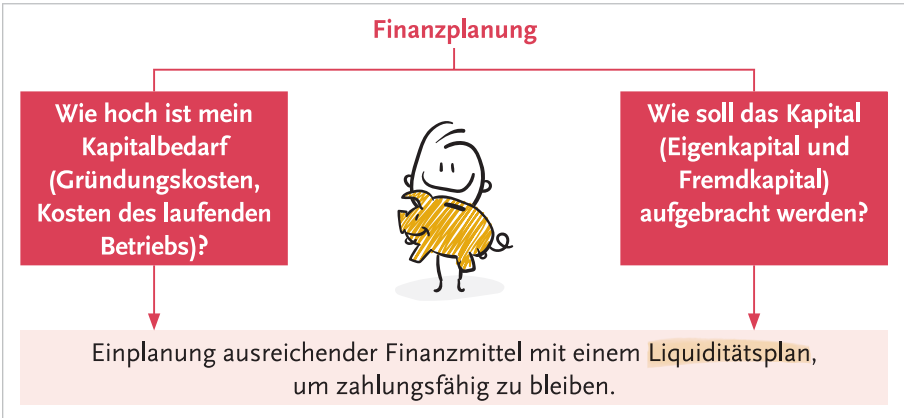 Finanzplanung
Wie hoch ist mein
Kapitalbedarf
(Gründungskosten,
Kosten des laufenden
Betriebs)?
Wie soll das Kapital
(Eigenkapital und
Fremdkapital)
aufgebracht werden?
Einplanung ausreichender Finanzmittel mit einem Liquiditätsplan,
um zahlungsfähig zu bleiben.